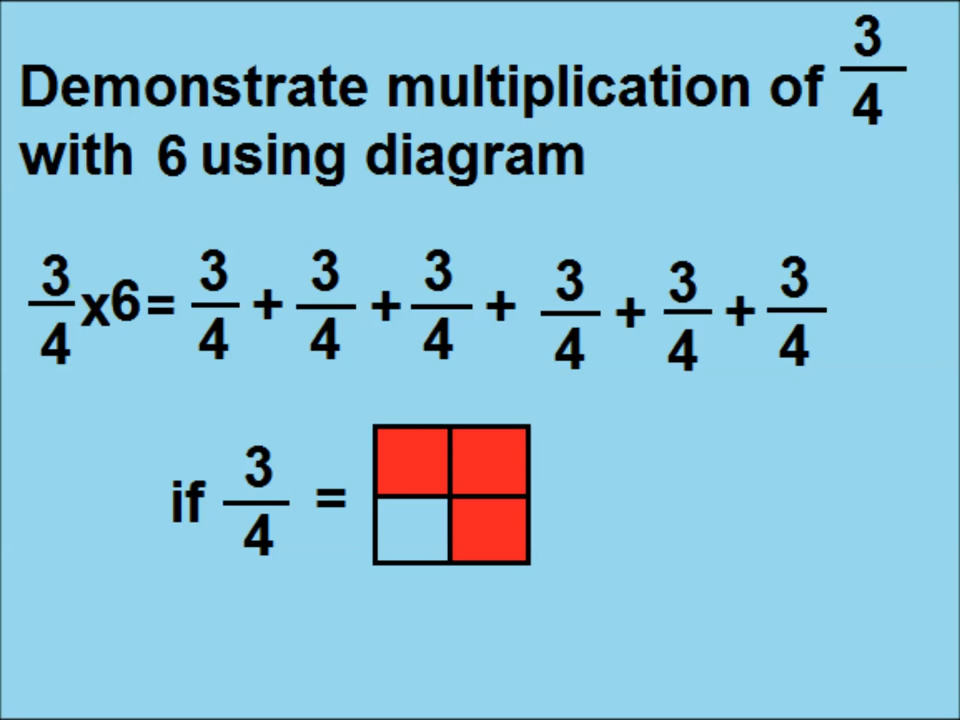 Demonstrate multiplication of 3/4
with 6 using diagram
3/4 x6 = 3/4 + 3/4 + 3/4 + 3/4 + 3/4 + 3/4
if 3/4 =